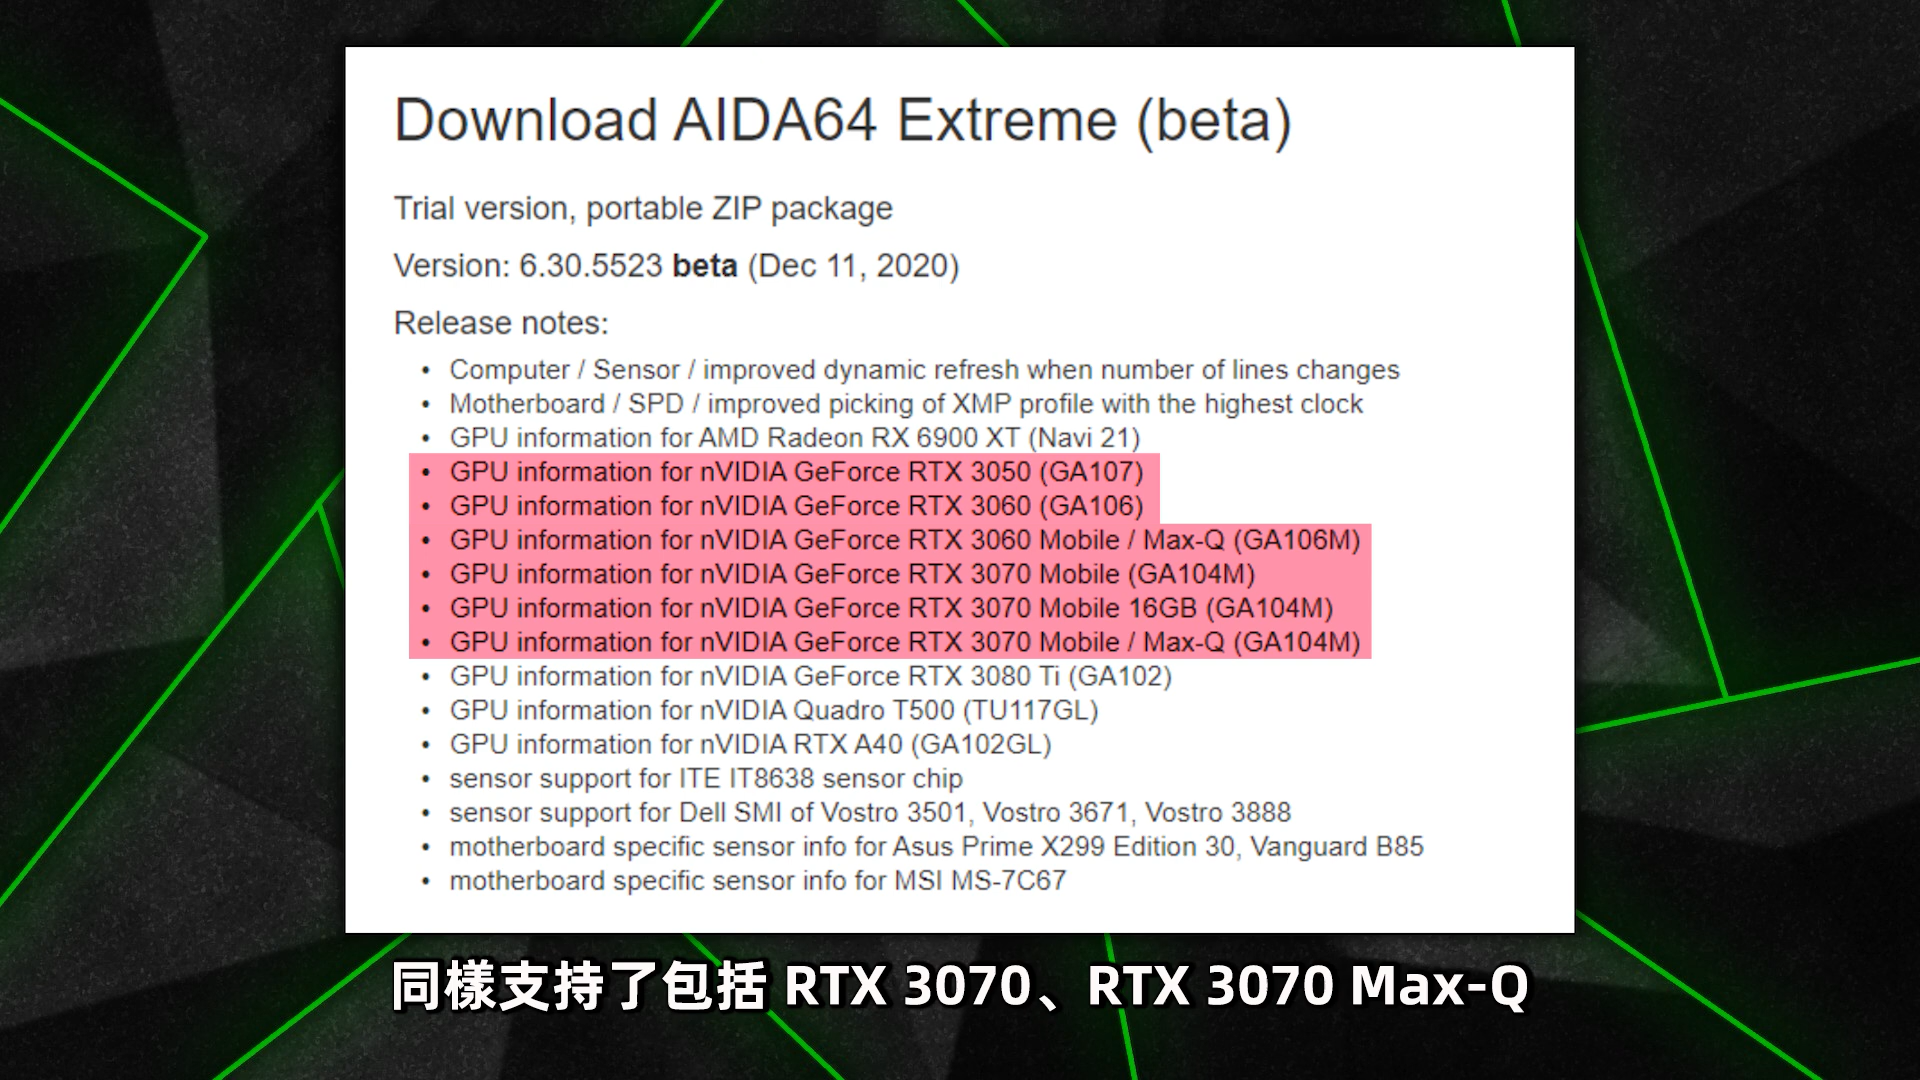 Download AIDA64 Extreme (beta)
Trial version, portable ZIP package
Version: 6.30.5523 beta (Dec 11, 2020)
Release notes:
• Computer / Sensor / improved dynamic refresh when number of lines changes
• Motherboard / SPD / improved picking of XMP profile with the highest clock
• GPU information for AMD Radeon RX 6900 XT (Navi 21)
• GPU information for nVIDIA GeForce RTX 3050 (GA107)
• GPU information for nVIDIA GeForce RTX 3060 (GA106)
• GPU information for nVIDIA GeForce RTX 3060 Mobile / Max-Q (GA106M)
• GPU information for nVIDIA GeForce RTX 3070 Mobile (GA104M)
• GPU information for nVIDIA GeForce RTX 3070 Mobile 16GB (GA104M)
• GPU information for nVIDIA GeForce RTX 3070 Mobile / Max-Q (GA104M)
• GPU information for nVIDIA GeForce RTX 3080 Ti (GA102)
• GPU information for nVIDIA Quadro T500 (TU117GL)
• GPU information for nVIDIA RTX A40 (GA102GL)
• sensor support for ITE IT8638 sensor chip
• sensor support for Dell SMI of Vostro 3501, Vostro 3671, Vostro 3888
• motherboard specific sensor info for Asus Prime X299 Edition 30, Vanguard B85
• motherboard specific sensor info for MSI MS-7C67
同樣支持了包括 RTX 3070、RTX 3070 Max-Q